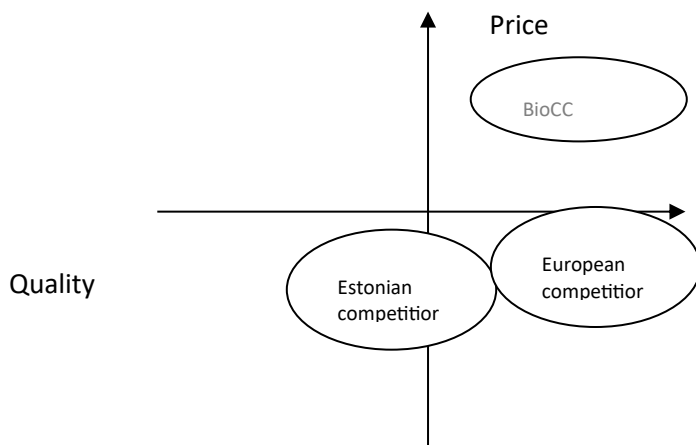 Price
BioCC
Quality
Estonian
competitior
European
competitior